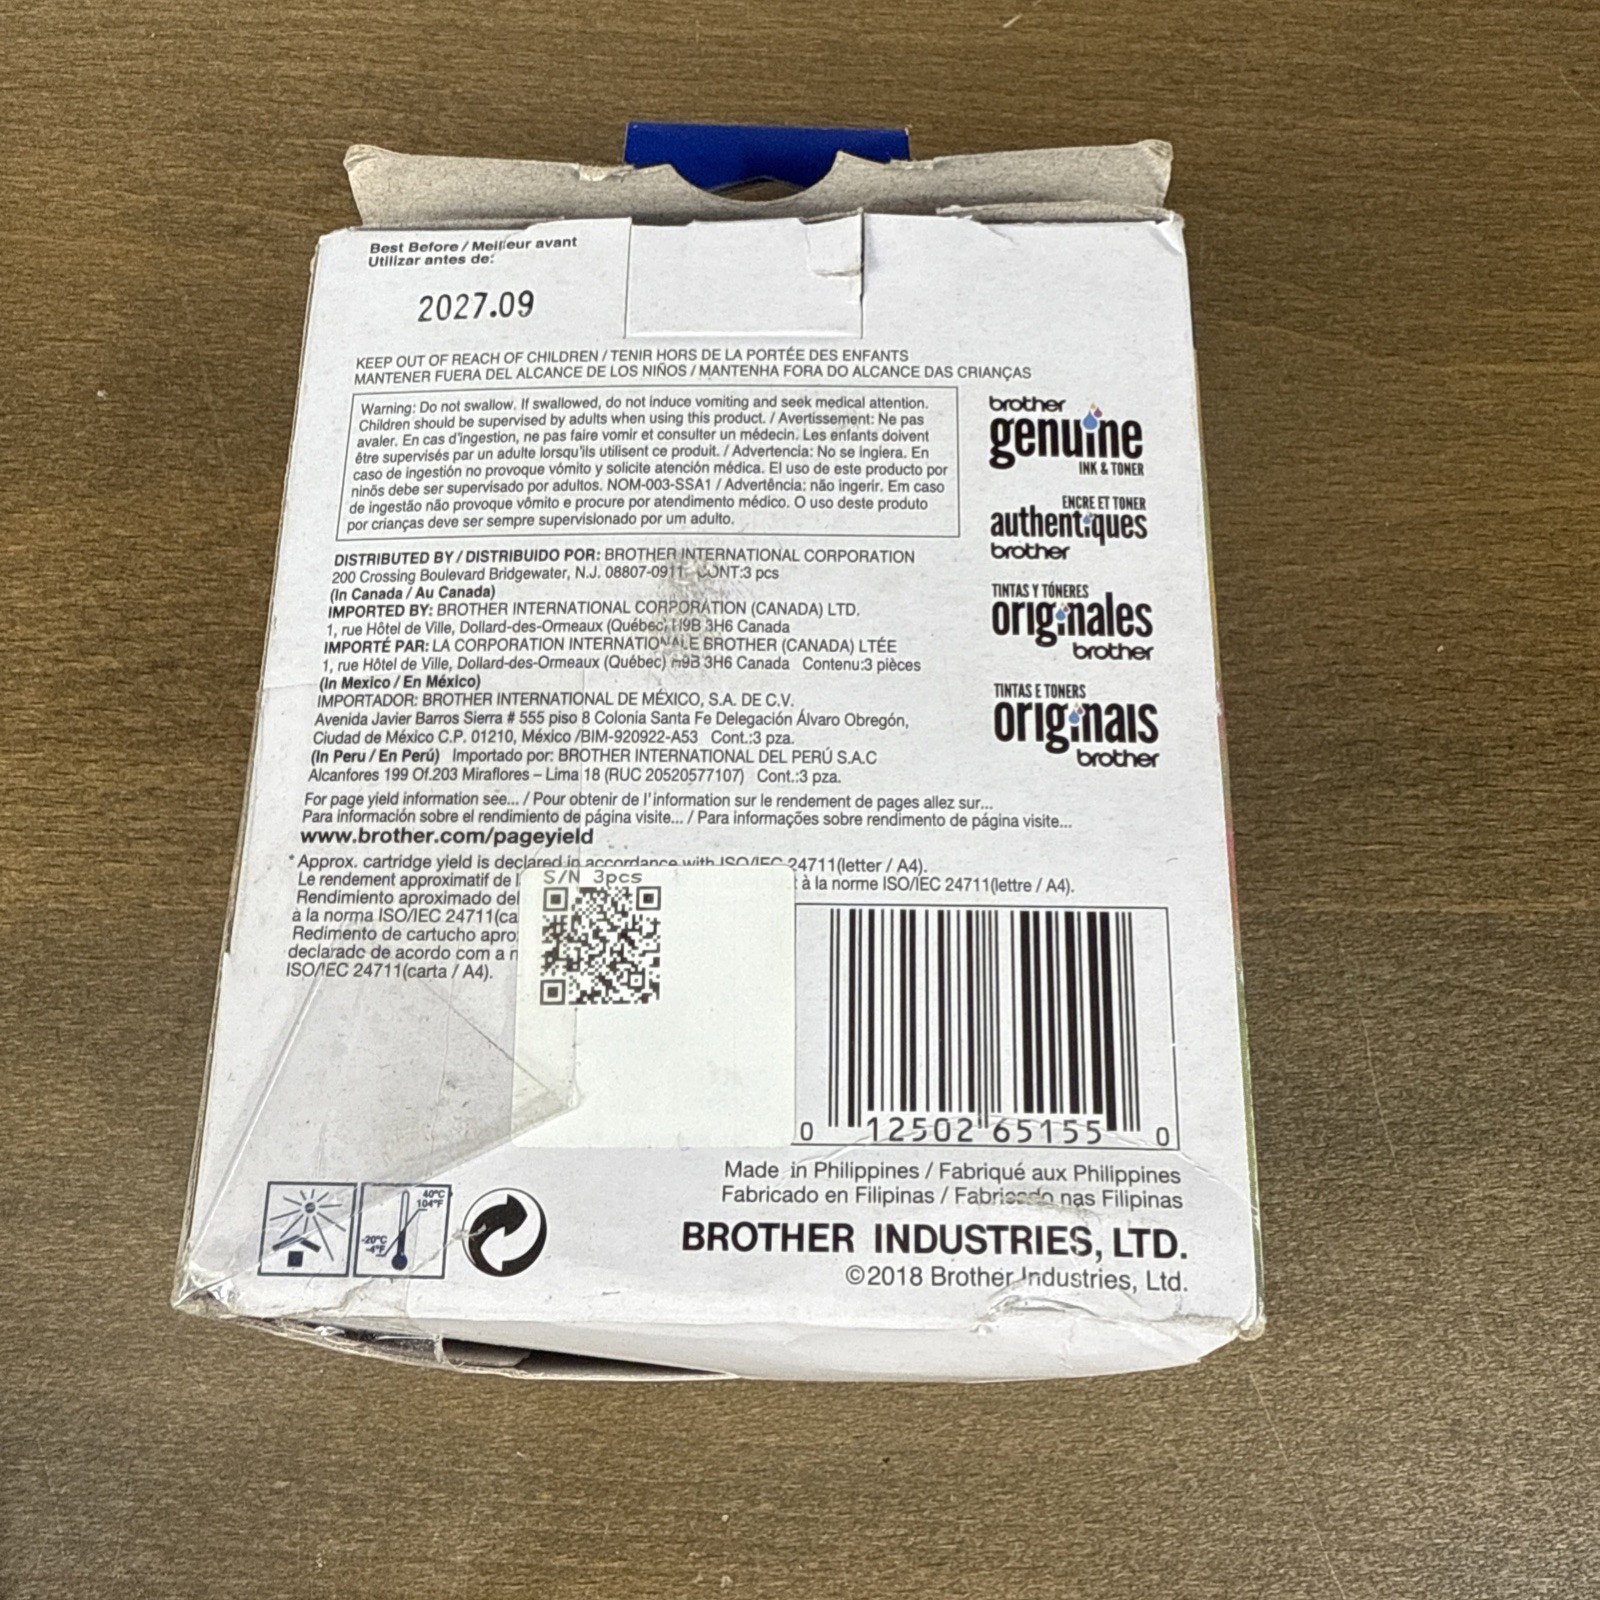 Best Before / Meilleur avant
Utilizar antes de:
2027.09
KEEP OUT OF REACH OF CHILDREN / TENIR HORS DE LA PORTÉE DES ENFANTS
MANTENER FUERA DEL ALCANCE DE LOS NIÑOS / MANTENHA FORA DO ALCANCE DAS CRIANÇAS
Warning: Do not swallow. If swallowed, do not induce vomiting and seek medical attention.
Children should be supervised by adults when using this product. / Avertissement: Ne pas
avaler. En cas d'ingestion, ne pas faire vomir et consulter un médecin. Les enfants doivent
être supervisés par un adulte lorsqu'ils utilisent ce produit. / Advertencia: No se ingiera. En
caso de ingestión no provoque vómito y solicite atención médica. El uso de este producto por
niños debe ser supervisado por adultos. NOM-003-SSA1 / Advertência: não ingerir. Em caso
de ingestão não provoque vômito e procure por atendimento médico. O uso deste produto
por crianças deve ser sempre supervisionado por um adulto.
brother
genuine
INK & TONER
ENCRE ET TONER
authentiques
brother
TINTAS Y TÓNERES
originales
brother
TINTAS E TONERS
originais
brother
DISTRIBUTED BY / DISTRIBUIDO POR: BROTHER INTERNATIONAL CORPORATION
200 Crossing Boulevard Bridgewater, N.J. 08807-0911 CONT:3 pcs
(In Canada / Au Canada)
IMPORTED BY: BROTHER INTERNATIONAL CORPORATION (CANADA) LTD.
1, rue Hôtel de Ville, Dollard-des-Ormeaux (Québec) H9B 3H6 Canada
IMPORTÉ PAR: LA CORPORATION INTERNATIONALE BROTHER (CANADA) LTÉE
1, rue Hôtel de Ville, Dollard-des-Ormeaux (Québec) H9B 3H6 Canada Contenu:3 pièces
(In Mexico / En México)
IMPORTADOR: BROTHER INTERNATIONAL DE MÉXICO, S.A. DE C.V.
Avenida Javier Barros Sierra # 555 piso 8 Colonia Santa Fe Delegación Álvaro Obregón,
Ciudad de México C.P. 01210, México /BIM-920922-A53 Cont.:3 pza.
(In Peru / En Perú) Importado por: BROTHER INTERNATIONAL DEL PERÚ S.A.C
Alcanfores 199 Of.203 Miraflores – Lima 18 (RUC 20520577107) Cont.:3 pza.
For page yield information see... / Pour obtenir de l'information sur le rendement de pages allez sur...
Para información sobre el rendimiento de página visite... / Para informações sobre rendimento de página visite...
www.brother.com/pageyield
*Approx. cartridge yield is declared in accordance with ISO/IEC 24711(letter / A4).
Le rendement approximatif de à la norme ISO/IEC 24711(lettre / A4).
Rendimiento aproximado del
à la norma ISO/IEC 24711(ca
Redimento de cartucho apro
declarado de acordo com a n
ISO/IEC 24711(carta / A4).
S/N 3pcs
0 12502 65155 0
40°C
104°F
-20°C
-4°F
Made in Philippines / Fabriqué aux Philippines
Fabricado en Filipinas / Fabricado nas Filipinas
BROTHER INDUSTRIES, LTD.
©2018 Brother Industries, Ltd.